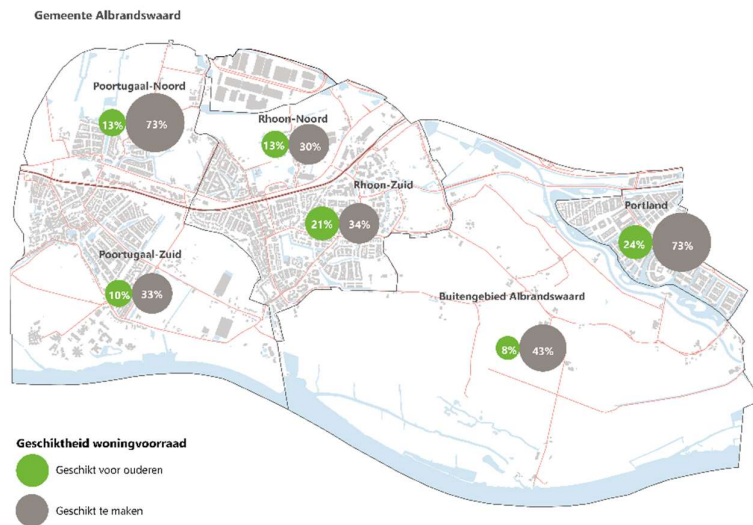 Gemeente Albrandswaard
Poortugaal-Noord
13% 73%
Rhoon-Noord
13% 30%
Rhoon-Zuid
21% 34%
Portland
24% 73%
Poortugaal-Zuid
10% 33%
Buitengebied Albrandswaard
8% 43%
Geschiktheid woningvoorraad
Geschikt voor ouderen
Geschikt te maken